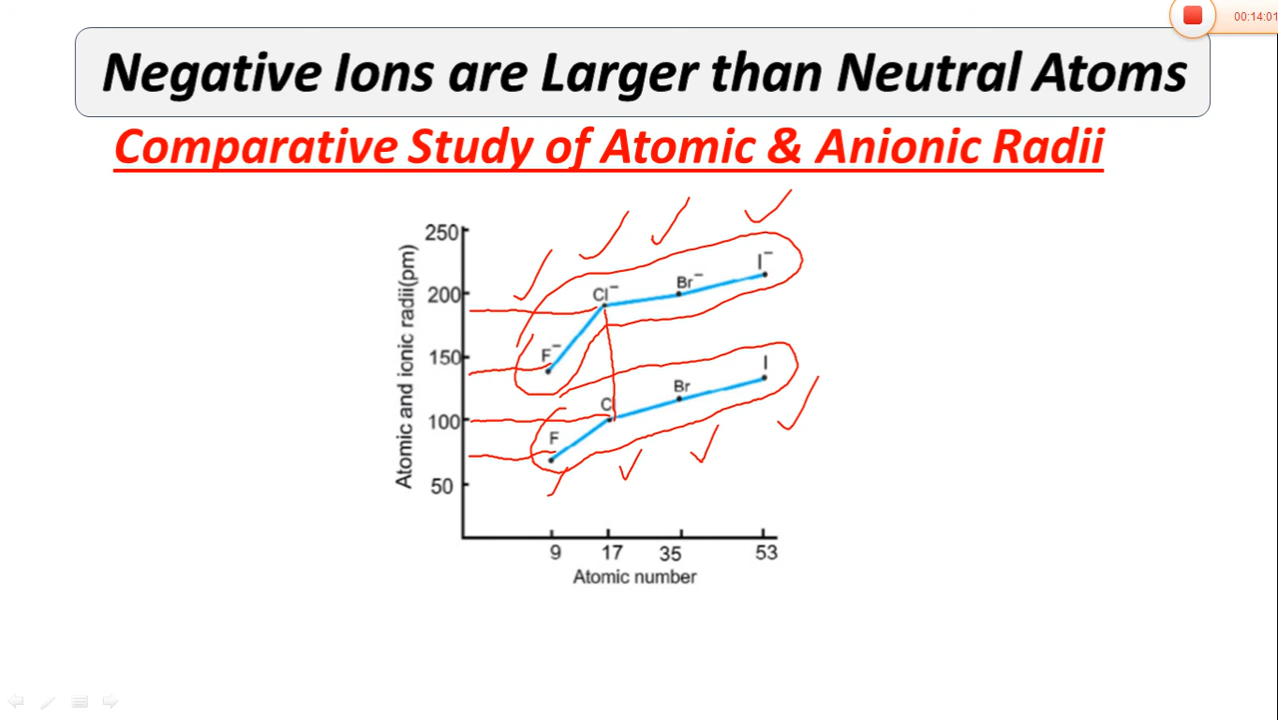 00:14:01
Negative Ions are Larger than Neutral Atoms
Comparative Study of Atomic & Anionic Radii
Atomic and ionic radii(pm)
250
200
150
100
50
F⁻
Cl⁻
Br⁻
I⁻
F
Cl
Br
I
9 17 35 53
Atomic number